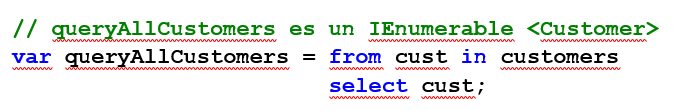 // queryAllCustomers es un IEnumerable <Customer>
var queryAllCustomers = from cust in customers
select cust;